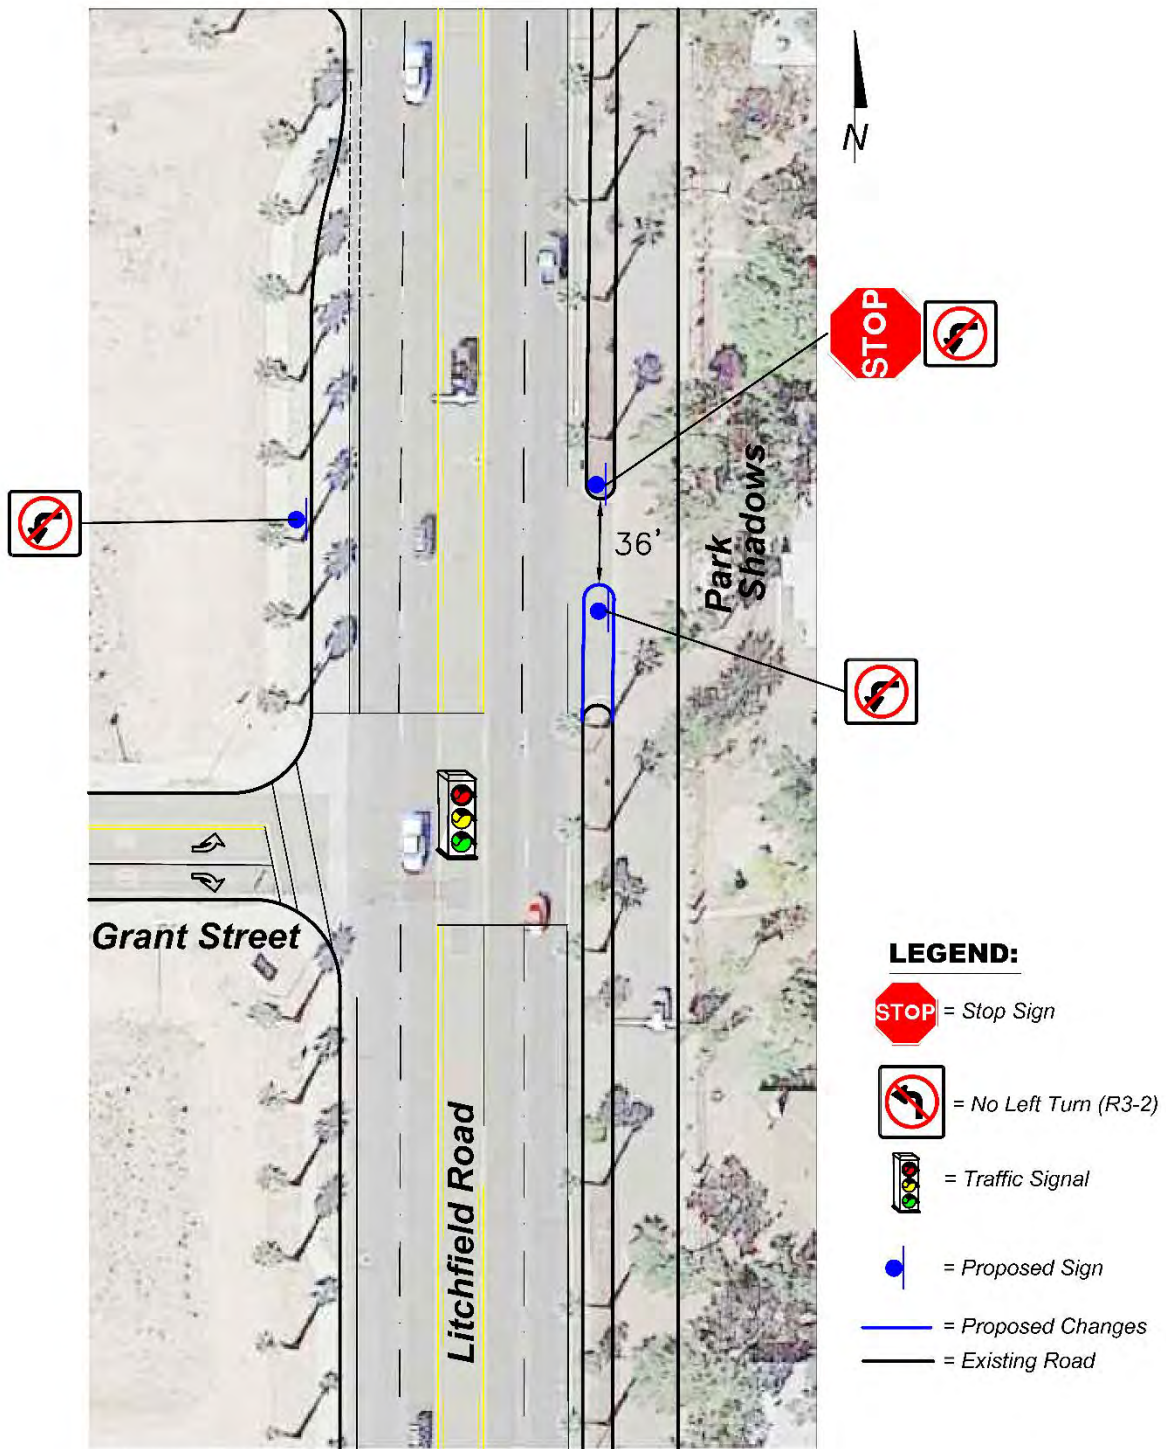 N
STOP
36'
Park
Shadows
Grant Street
Litchfield Road
LEGEND:
STOP = Stop Sign
= No Left Turn (R3-2)
= Traffic Signal
= Proposed Sign
= Proposed Changes
= Existing Road